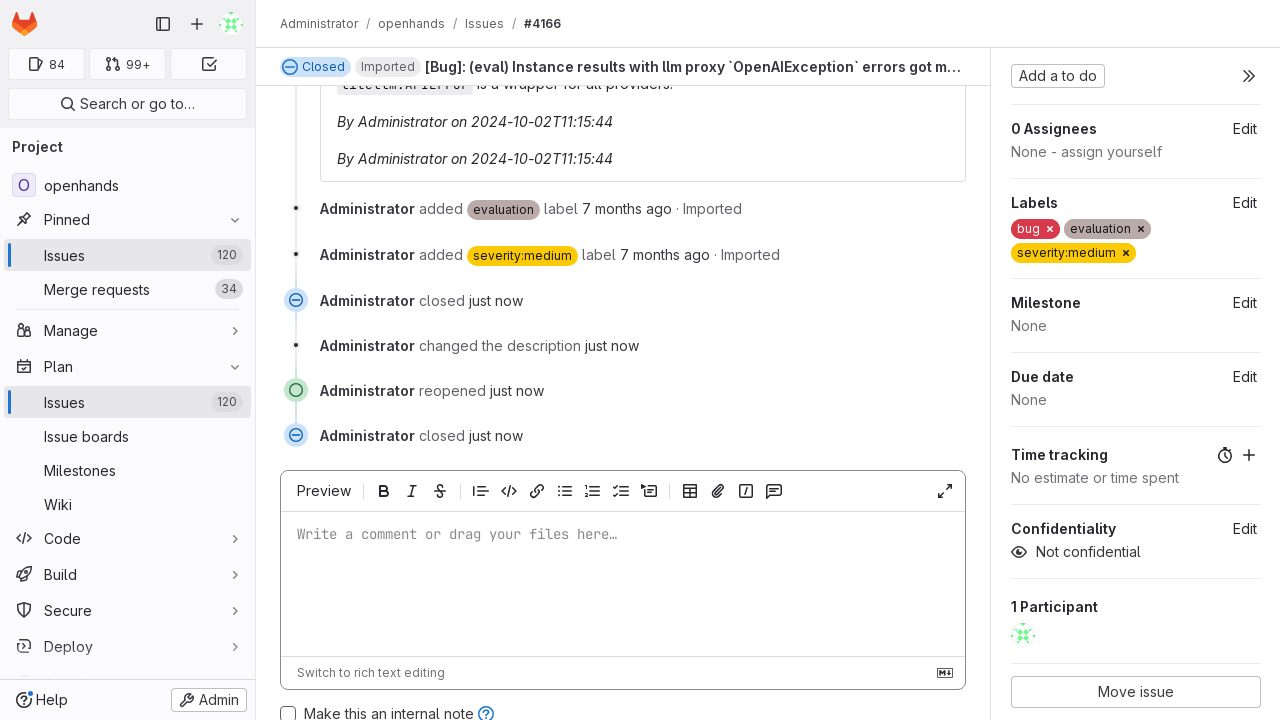 Administrator / openhands / Issues / #4166
84
99+
Search or go to…
Project
O openhands
Pinned
Issues 120
Merge requests 34
Manage
Plan
Issues 120
Issue boards
Milestones
Wiki
Code
Build
Secure
Deploy
Help
Admin
Closed Imported [Bug]: (eval) Instance results with llm proxy `OpenAIException` errors got m…
litellm.APIError is a wrapper for all providers.
By Administrator on 2024-10-02T11:15:44
By Administrator on 2024-10-02T11:15:44
Administrator added evaluation label 7 months ago · Imported
Administrator added severity:medium label 7 months ago · Imported
Administrator closed just now
Administrator changed the description just now
Administrator reopened just now
Administrator closed just now
Preview
Write a comment or drag your files here…
Switch to rich text editing
Make this an internal note
Add a to do
0 Assignees Edit
None - assign yourself
Labels Edit
bug × evaluation ×
severity:medium ×
Milestone Edit
None
Due date Edit
None
Time tracking
No estimate or time spent
Confidentiality Edit
Not confidential
1 Participant
Move issue